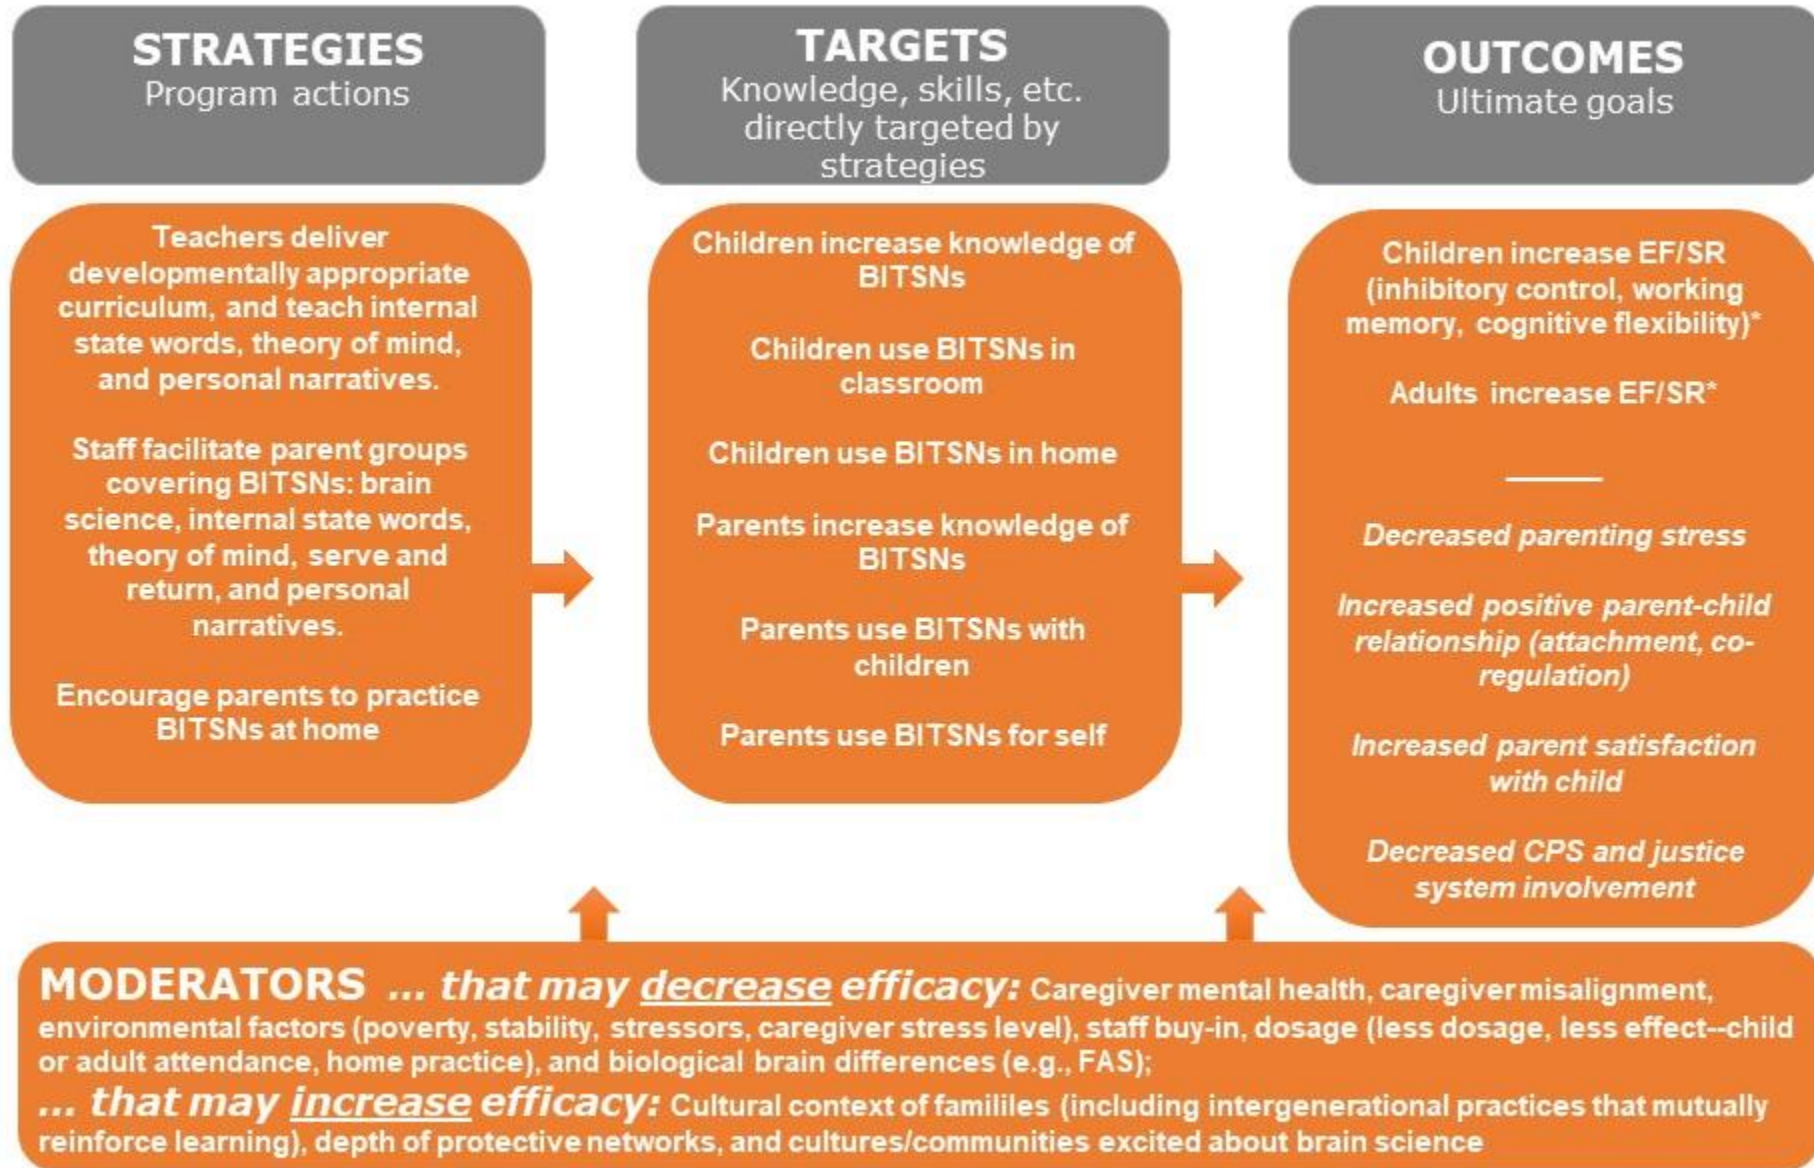 STRATEGIES
Program actions
TARGETS
Knowledge, skills, etc.
directly targeted by
strategies
OUTCOMES
Ultimate goals
Teachers deliver
developmentally appropriate
curriculum, and teach internal
state words, theory of mind,
and personal narratives.
Staff facilitate parent groups
covering BITSNs: brain
science, internal state words,
theory of mind, serve and
return, and personal
narratives.
Encourage parents to practice
BITSNs at home
Children increase knowledge of
BITSNs
Children use BITSNs in
classroom
Children use BITSNs in home
Parents increase knowledge of
BITSNs
Parents use BITSNs with
children
Parents use BITSNs for self
Children increase EF/SR
(inhibitory control, working
memory, cognitive flexibility)*
Adults increase EF/SR*
Decreased parenting stress
Increased positive parent-child
relationship (attachment, co-
regulation)
Increased parent satisfaction
with child
Decreased CPS and justice
system involvement
MODERATORS ... that may decrease efficacy: Caregiver mental health, caregiver misalignment,
environmental factors (poverty, stability, stressors, caregiver stress level), staff buy-in, dosage (less dosage, less effect--child
or adult attendance, home practice), and biological brain differences (e.g., FAS);
... that may increase efficacy: Cultural context of famililes (including intergenerational practices that mutually
reinforce learning), depth of protective networks, and cultures/communities excited about brain science